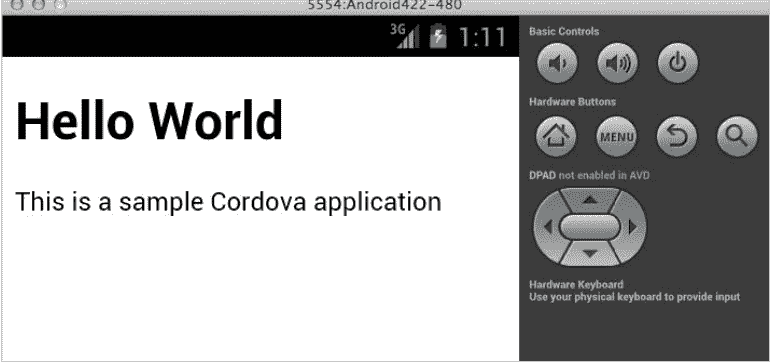 5554:Android422-480
3G 1:11
Hello World
This is a sample Cordova application
Basic Controls
Hardware Buttons
MENU
DPAD not enabled in AVD
Hardware Keyboard
Use your physical keyboard to provide input